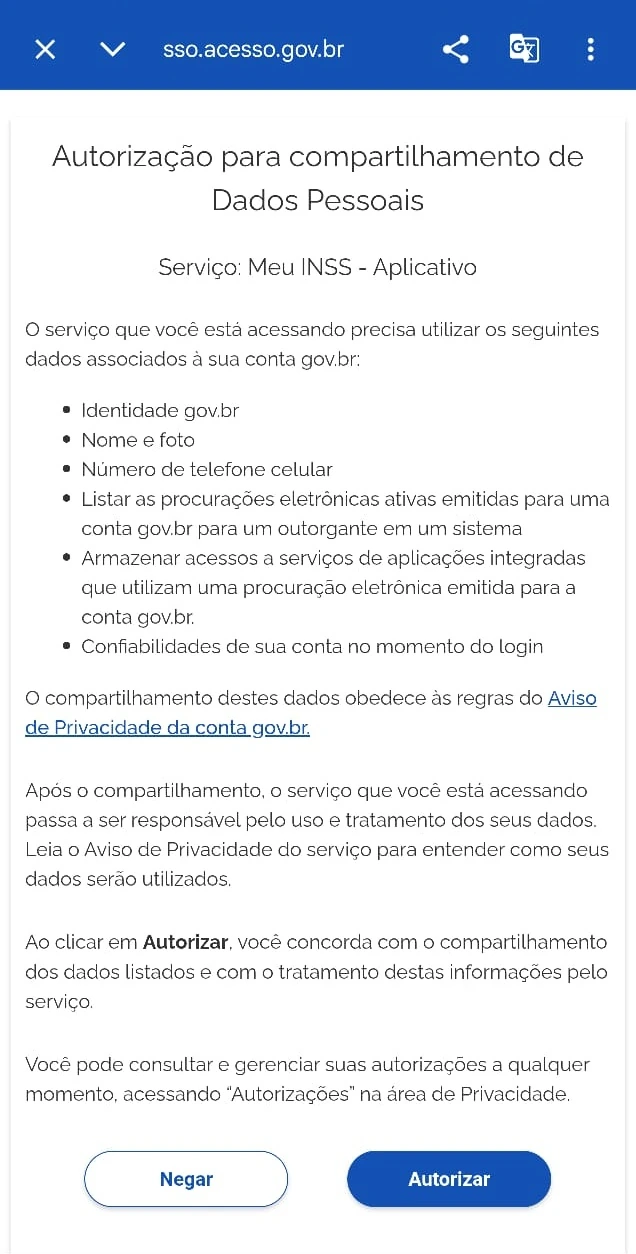 sso.acesso.gov.br
Autorização para compartilhamento de
Dados Pessoais
Serviço: Meu INSS - Aplicativo
O serviço que você está acessando precisa utilizar os seguintes
dados associados à sua conta gov.br:
• Identidade gov.br
• Nome e foto
• Número de telefone celular
• Listar as procurações eletrônicas ativas emitidas para uma
conta gov.br para um outorgante em um sistema
• Armazenar acessos a serviços de aplicações integradas
que utilizam uma procuração eletrônica emitida para a
conta gov.br.
• Confiabilidades de sua conta no momento do login
O compartilhamento destes dados obedece às regras do Aviso
de Privacidade da conta gov.br.
Após o compartilhamento, o serviço que você está acessando
passa a ser responsável pelo uso e tratamento dos seus dados.
Leia o Aviso de Privacidade do serviço para entender como seus
dados serão utilizados.
Ao clicar em Autorizar, você concorda com o compartilhamento
dos dados listados e com o tratamento destas informações pelo
serviço.
Você pode consultar e gerenciar suas autorizações a qualquer
momento, acessando “Autorizações” na área de Privacidade.
Negar Autorizar